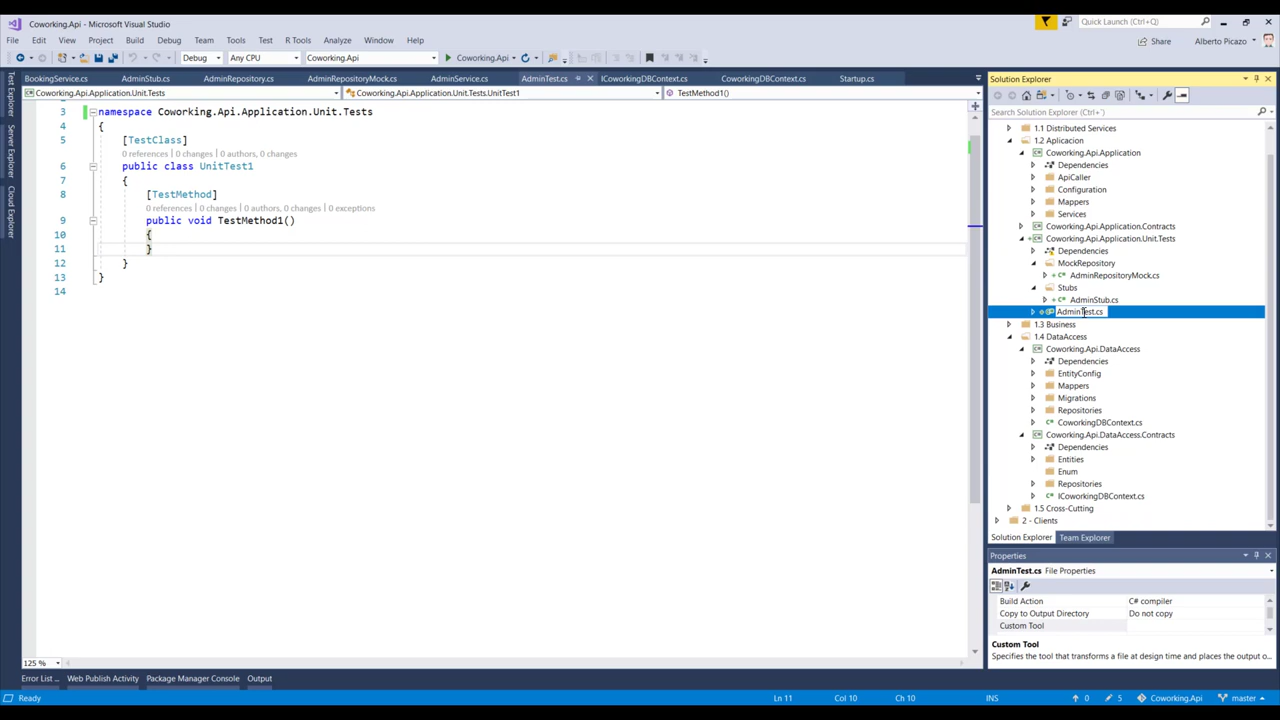 Coworking.Api - Microsoft Visual Studio
Quick Launch (Ctrl+Q)
File Edit View Project Build Debug Team Tools Test R Tools Analyze Window Help
Share
Alberto Picazo
Debug Any CPU Coworking.Api Coworking.Api
BookingService.cs AdminStub.cs AdminRepository.cs AdminRepositoryMock.cs AdminService.cs AdminTest.cs ICoworkingDBContext.cs CoworkingDBContext.cs Startup.cs
Coworking.Api.Application.Unit.Tests Coworking.Api.Application.Unit.Tests.UnitTest1 TestMethod1()
Test Explorer
Server Explorer
Cloud Explorer
3 namespace Coworking.Api.Application.Unit.Tests
4 {
5 [TestClass]
0 references | 0 changes | 0 authors, 0 changes
6 public class UnitTest1
7 {
8 [TestMethod]
0 references | 0 changes | 0 authors, 0 changes | 0 exceptions
9 public void TestMethod1()
10 {
11 }
12 }
13 }
14
125 %
Solution Explorer
Search Solution Explorer (Ctrl+´)
1.1 Distributed Services
1.2 Aplicacion
Coworking.Api.Application
Dependencies
ApiCaller
Configuration
Mappers
Services
Coworking.Api.Application.Contracts
Coworking.Api.Application.Unit.Tests
Dependencies
MockRepository
AdminRepositoryMock.cs
Stubs
AdminStub.cs
AdminTest.cs
1.3 Business
1.4 DataAccess
Coworking.Api.DataAccess
Dependencies
EntityConfig
Mappers
Migrations
Repositories
CoworkingDBContext.cs
Coworking.Api.DataAccess.Contracts
Dependencies
Entities
Enum
Repositories
ICoworkingDBContext.cs
1.5 Cross-Cutting
2 - Clients
Solution Explorer Team Explorer
Properties
AdminTest.cs File Properties
Build Action C# compiler
Copy to Output Directory Do not copy
Custom Tool
Custom Tool
Specifies the tool that transforms a file at design time and places the output o...
Error List ... Web Publish Activity Package Manager Console Output
Ready Ln 11 Col 10 Ch 10 INS 0 5 Coworking.Api master